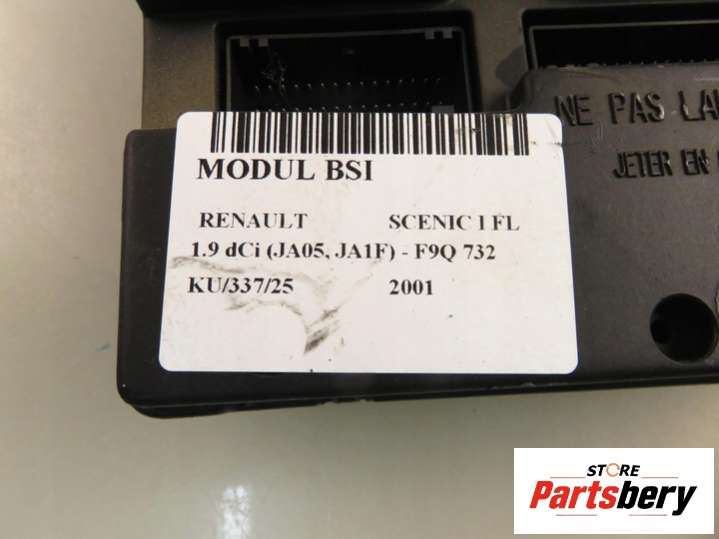 NE PAS
JETER EN
MODUL BSI
RENAULT SCENIC I FL
1.9 dCi (JA05, JA1F) - F9Q 732
KU/337/25 2001
STORE
Partsbery